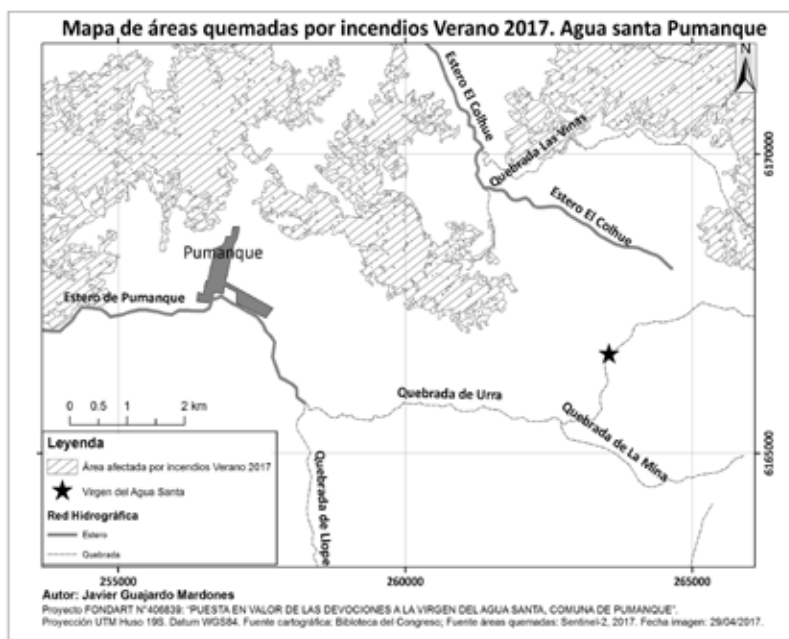 Mapa de áreas quemadas por incendios Verano 2017. Agua santa Pumanque
N
Estero El Colhue
Quebrada Las Vinas
6170000
Estero El Colhue
Pumanque
Estero de Pumanque
Quebrada de Urra
0 0.5 1 2 km
Quebrada de La Mina
Quebrada de Llope
6165000
Leyenda
Área afectada por incendios Verano 2017
Virgen del Agua Santa
Red Hidrográfica
Estero
Quebrada
255000
260000
265000
Autor: Javier Guajardo Mardones
Proyecto FONDART N°406839: "PUESTA EN VALOR DE LAS DEVOCIONES A LA VIRGEN DEL AGUA SANTA, COMUNA DE PUMANQUE".
Proyección UTM Huso 19S. Datum WGS84. Fuente cartográfica: Biblioteca del Congreso; Fuente áreas quemadas: Sentinel-2, 2017. Fecha imagen: 29/04/2017.